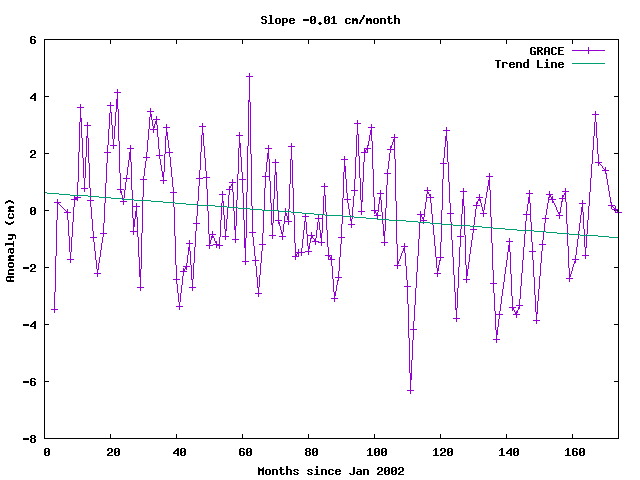 Slope -0.01 cm/month
GRACE
Trend Line
6
4
2
0
-2
-4
-6
-8
Anomaly (cm)
0 20 40 60 80 100 120 140 160
Months since Jan 2002